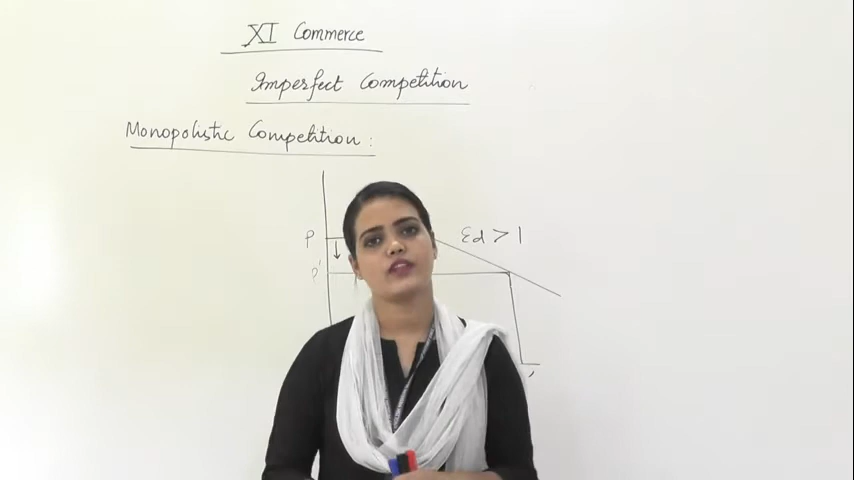 XI Commerce
Imperfect Competition
Monopolistic Competition :
P
Ed > 1
P'